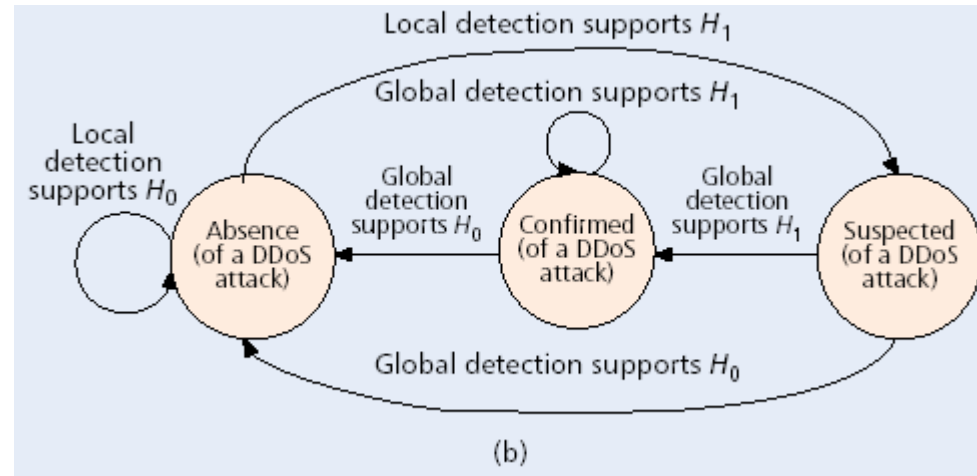 Local detection supports H1
Global detection supports H1
Local
detection
supports H0
Global
detection
supports H0
Global
detection
supports H1
Absence
(of a DDoS
attack)
Confirmed
(of a DDoS
attack)
Suspected
(of a DDoS
attack)
Global detection supports H0
(b)